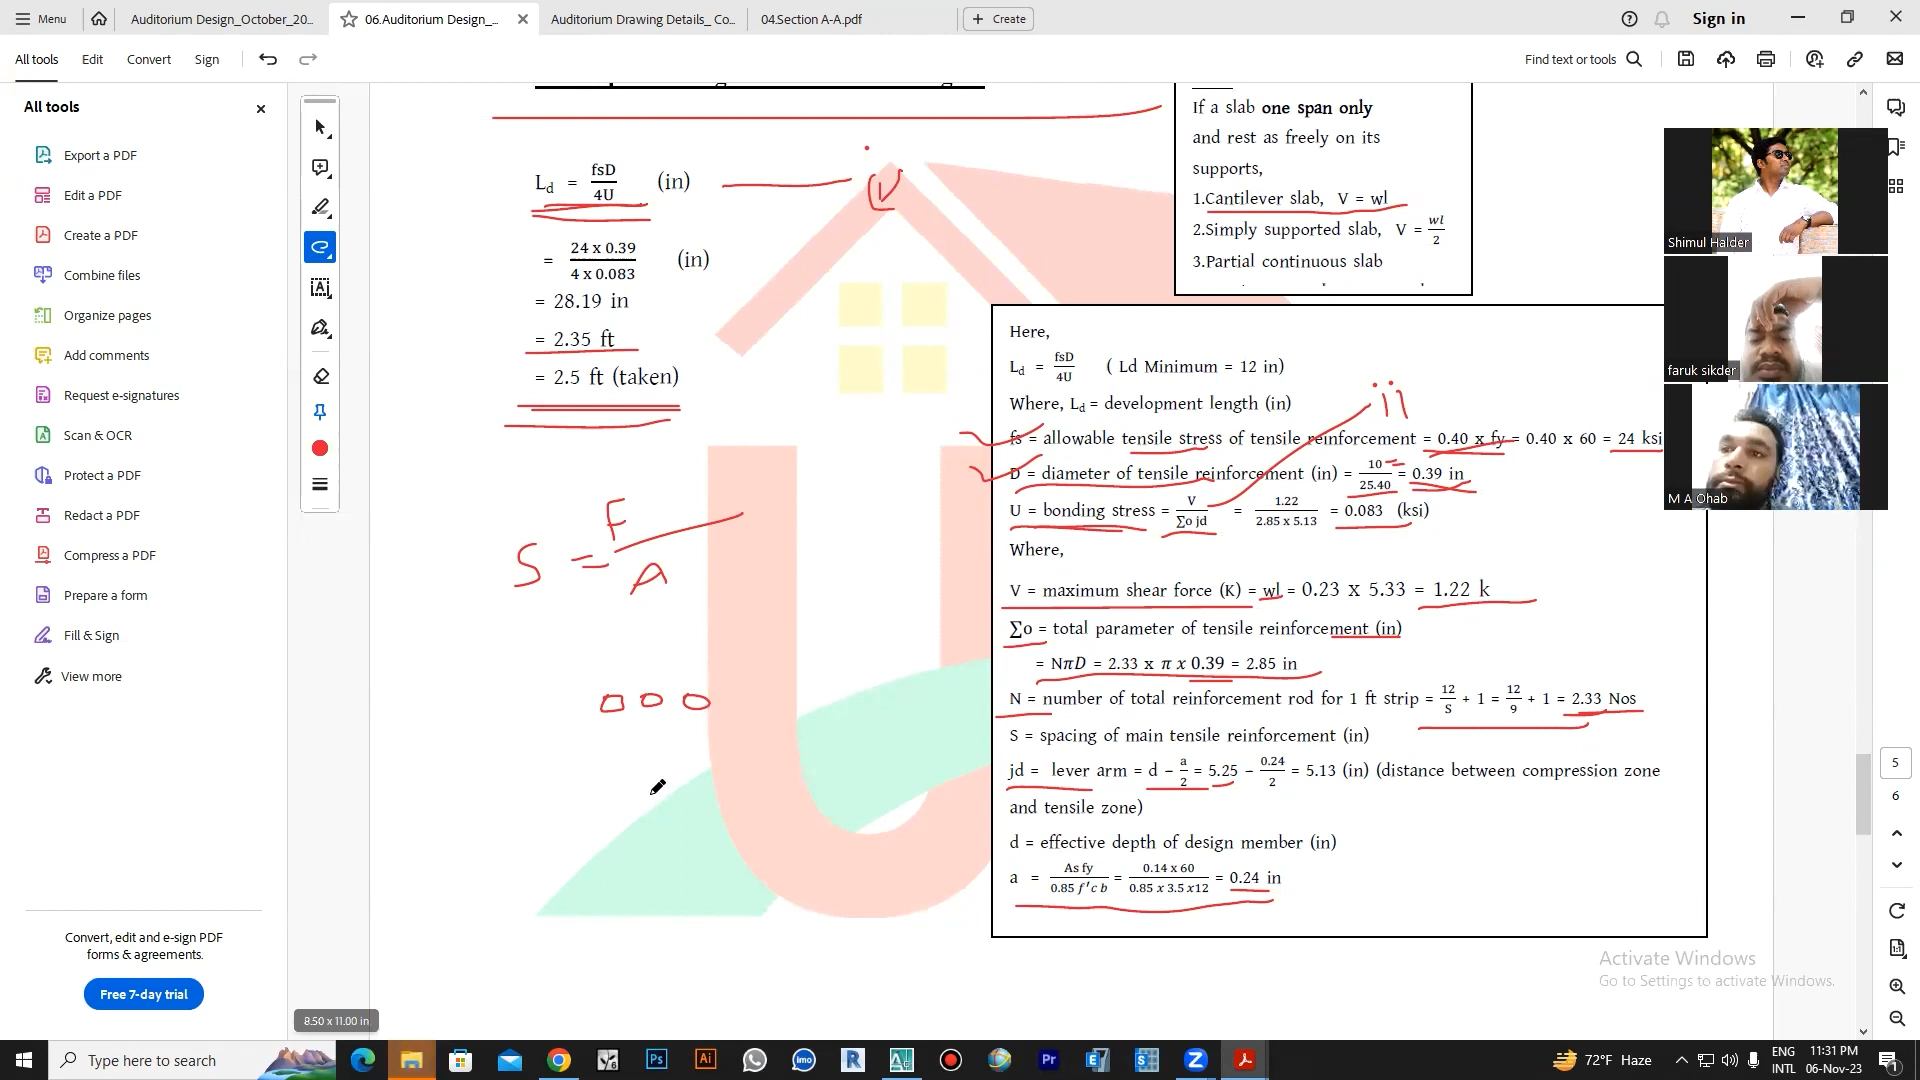 Menu
Auditorium Design_October_20...
06.Auditorium Design_...
Auditorium Drawing Details_ Co...
04.Section A-A.pdf
Create
Sign in
All tools
Edit
Convert
Sign
Find text or tools
All tools
Export a PDF
Edit a PDF
Create a PDF
Combine files
Organize pages
Add comments
Request e-signatures
Scan & OCR
Protect a PDF
Redact a PDF
Compress a PDF
Prepare a form
Fill & Sign
View more
Convert, edit and e-sign PDF
forms & agreements.
Free 7-day trial
8.50 x 11.00 in
Ld = fsD/4U (in)
= 24 x 0.39 / 4 x 0.083 (in)
= 28.19 in
= 2.35 ft
= 2.5 ft (taken)
S = F/A
If a slab one span only
and rest as freely on its
supports,
1.Cantilever slab, V = wl
2.Simply supported slab, V = wl/2
3.Partial continuous slab
Here,
Ld = fsD/4U ( Ld Minimum = 12 in)
Where, Ld = development length (in)
ii
fs = allowable tensile stress of tensile reinforcement = 0.40 x fy = 0.40 x 60 = 24 ksi
D = diameter of tensile reinforcement (in) = 10/25.40 = 0.39 in
U = bonding stress = V/∑o jd = 1.22/2.85 x 5.13 = 0.083 (ksi)
Where,
V = maximum shear force (K) = wl = 0.23 x 5.33 = 1.22 k
∑o = total parameter of tensile reinforcement (in)
= NπD = 2.33 x π x 0.39 = 2.85 in
N = number of total reinforcement rod for 1 ft strip = 12/S + 1 = 12/9 + 1 = 2.33 Nos
S = spacing of main tensile reinforcement (in)
jd = lever arm = d − a/2 = 5.25 − 0.24/2 = 5.13 (in) (distance between compression zone
and tensile zone)
d = effective depth of design member (in)
a = As fy/0.85 f′c b = 0.14 x 60/0.85 x 3.5 x12 = 0.24 in
Shimul Halder
faruk sikder
M A Ohab
5
6
Activate Windows
Go to Settings to activate Windows.
Type here to search
72°F Haze
ENG
INTL
11:31 PM
06-Nov-23